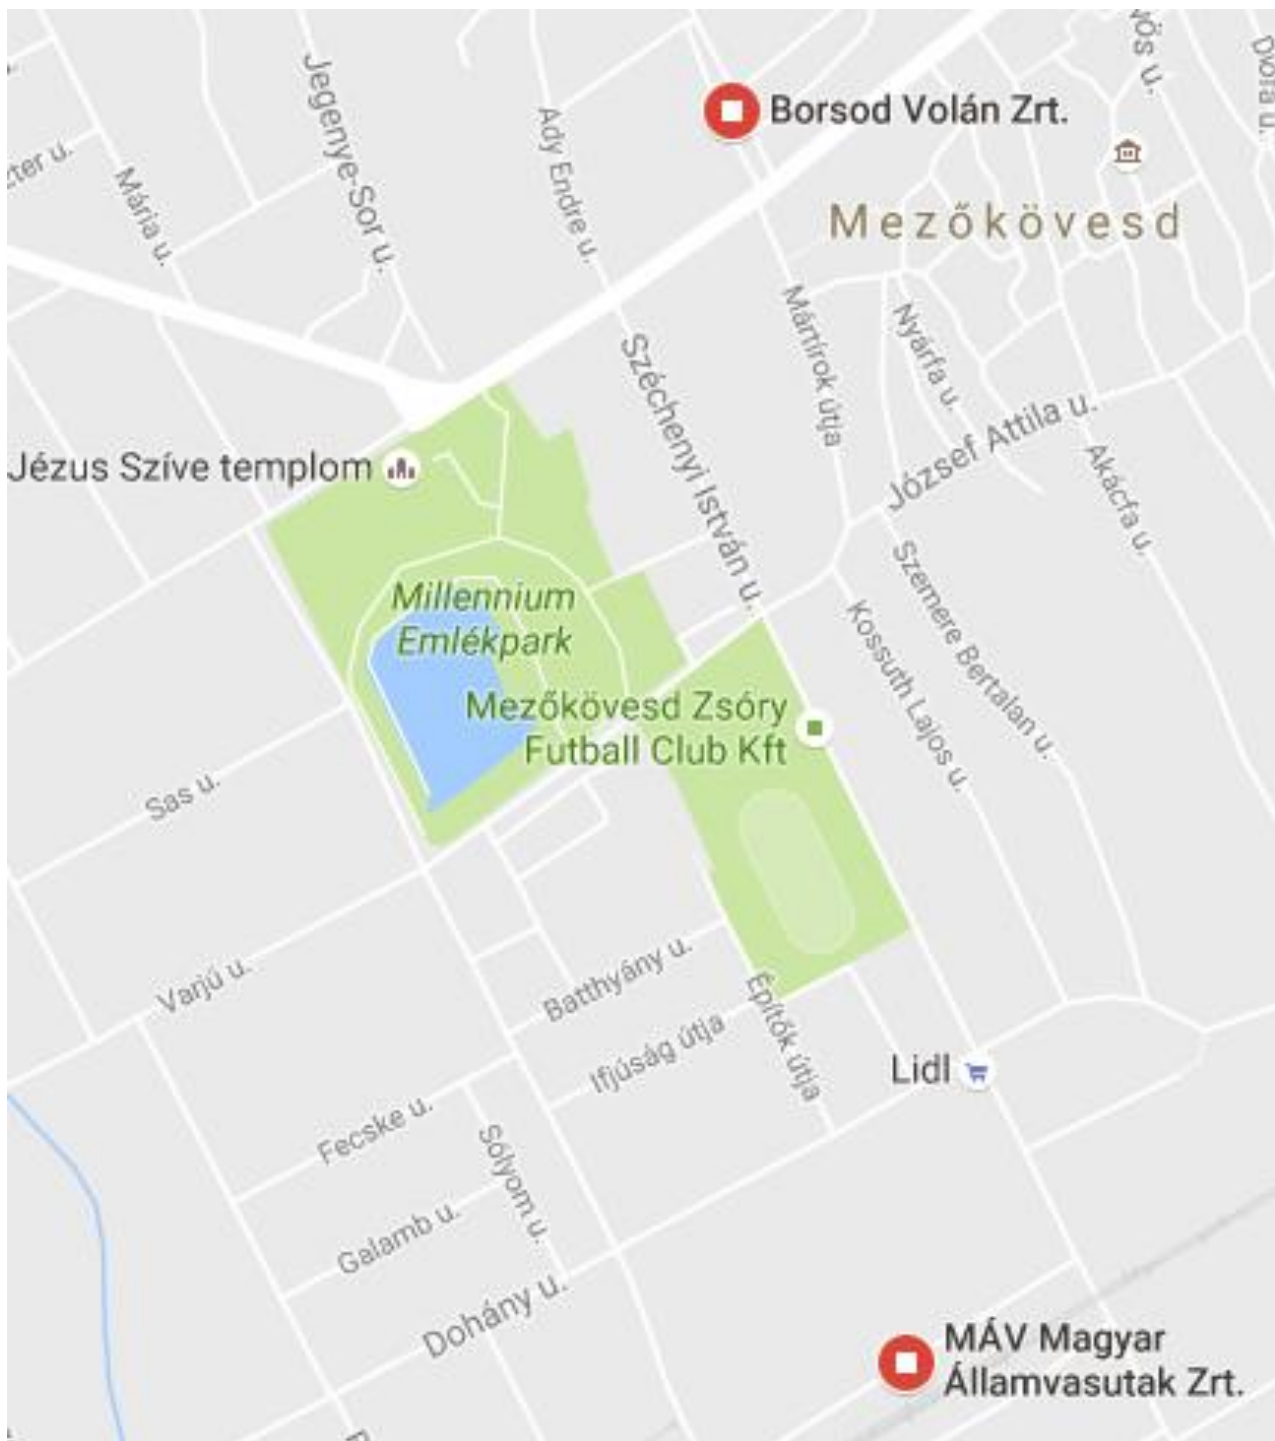 Jegenye-Sor u.
Ady Endre u.
Borsod Volán Zrt.
Mária u.
Mezőkövesd
Mártírok útja
Nyárfa u.
Széchenyi István u.
József Attila u.
Akácfa u.
Jézus Szíve templom
Szemere Bertalan u.
Kossuth Lajos u.
Millennium
Emlékpark
Mezőkövesd Zsóry
Futball Club Kft
Sas u.
Varjú u.
Batthyány u.
Építők útja
Ifjúság útja
Lidl
Fecske u.
Sólyom u.
Galamb u.
Dohány u.
MÁV Magyar
Államvasutak Zrt.